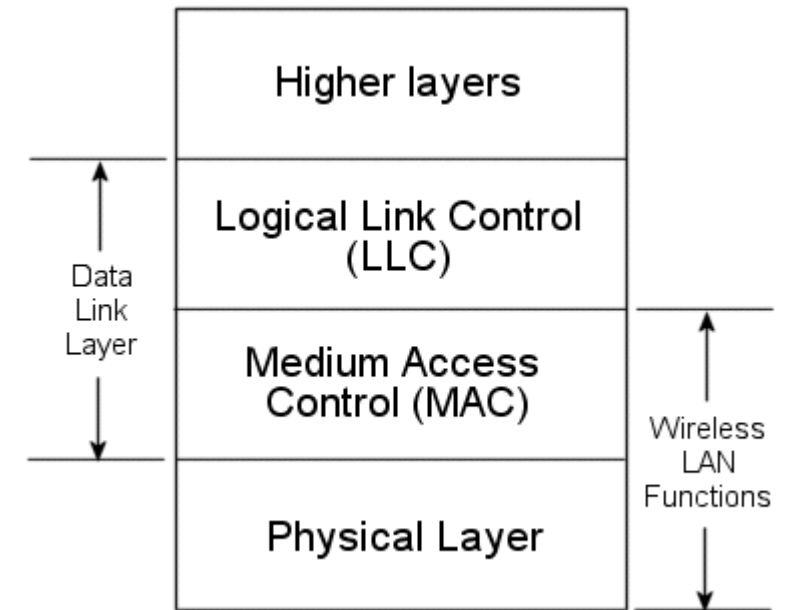 Higher layers
Logical Link Control
(LLC)
Data
Link
Layer
Medium Access
Control (MAC)
Wireless
LAN
Functions
Physical Layer